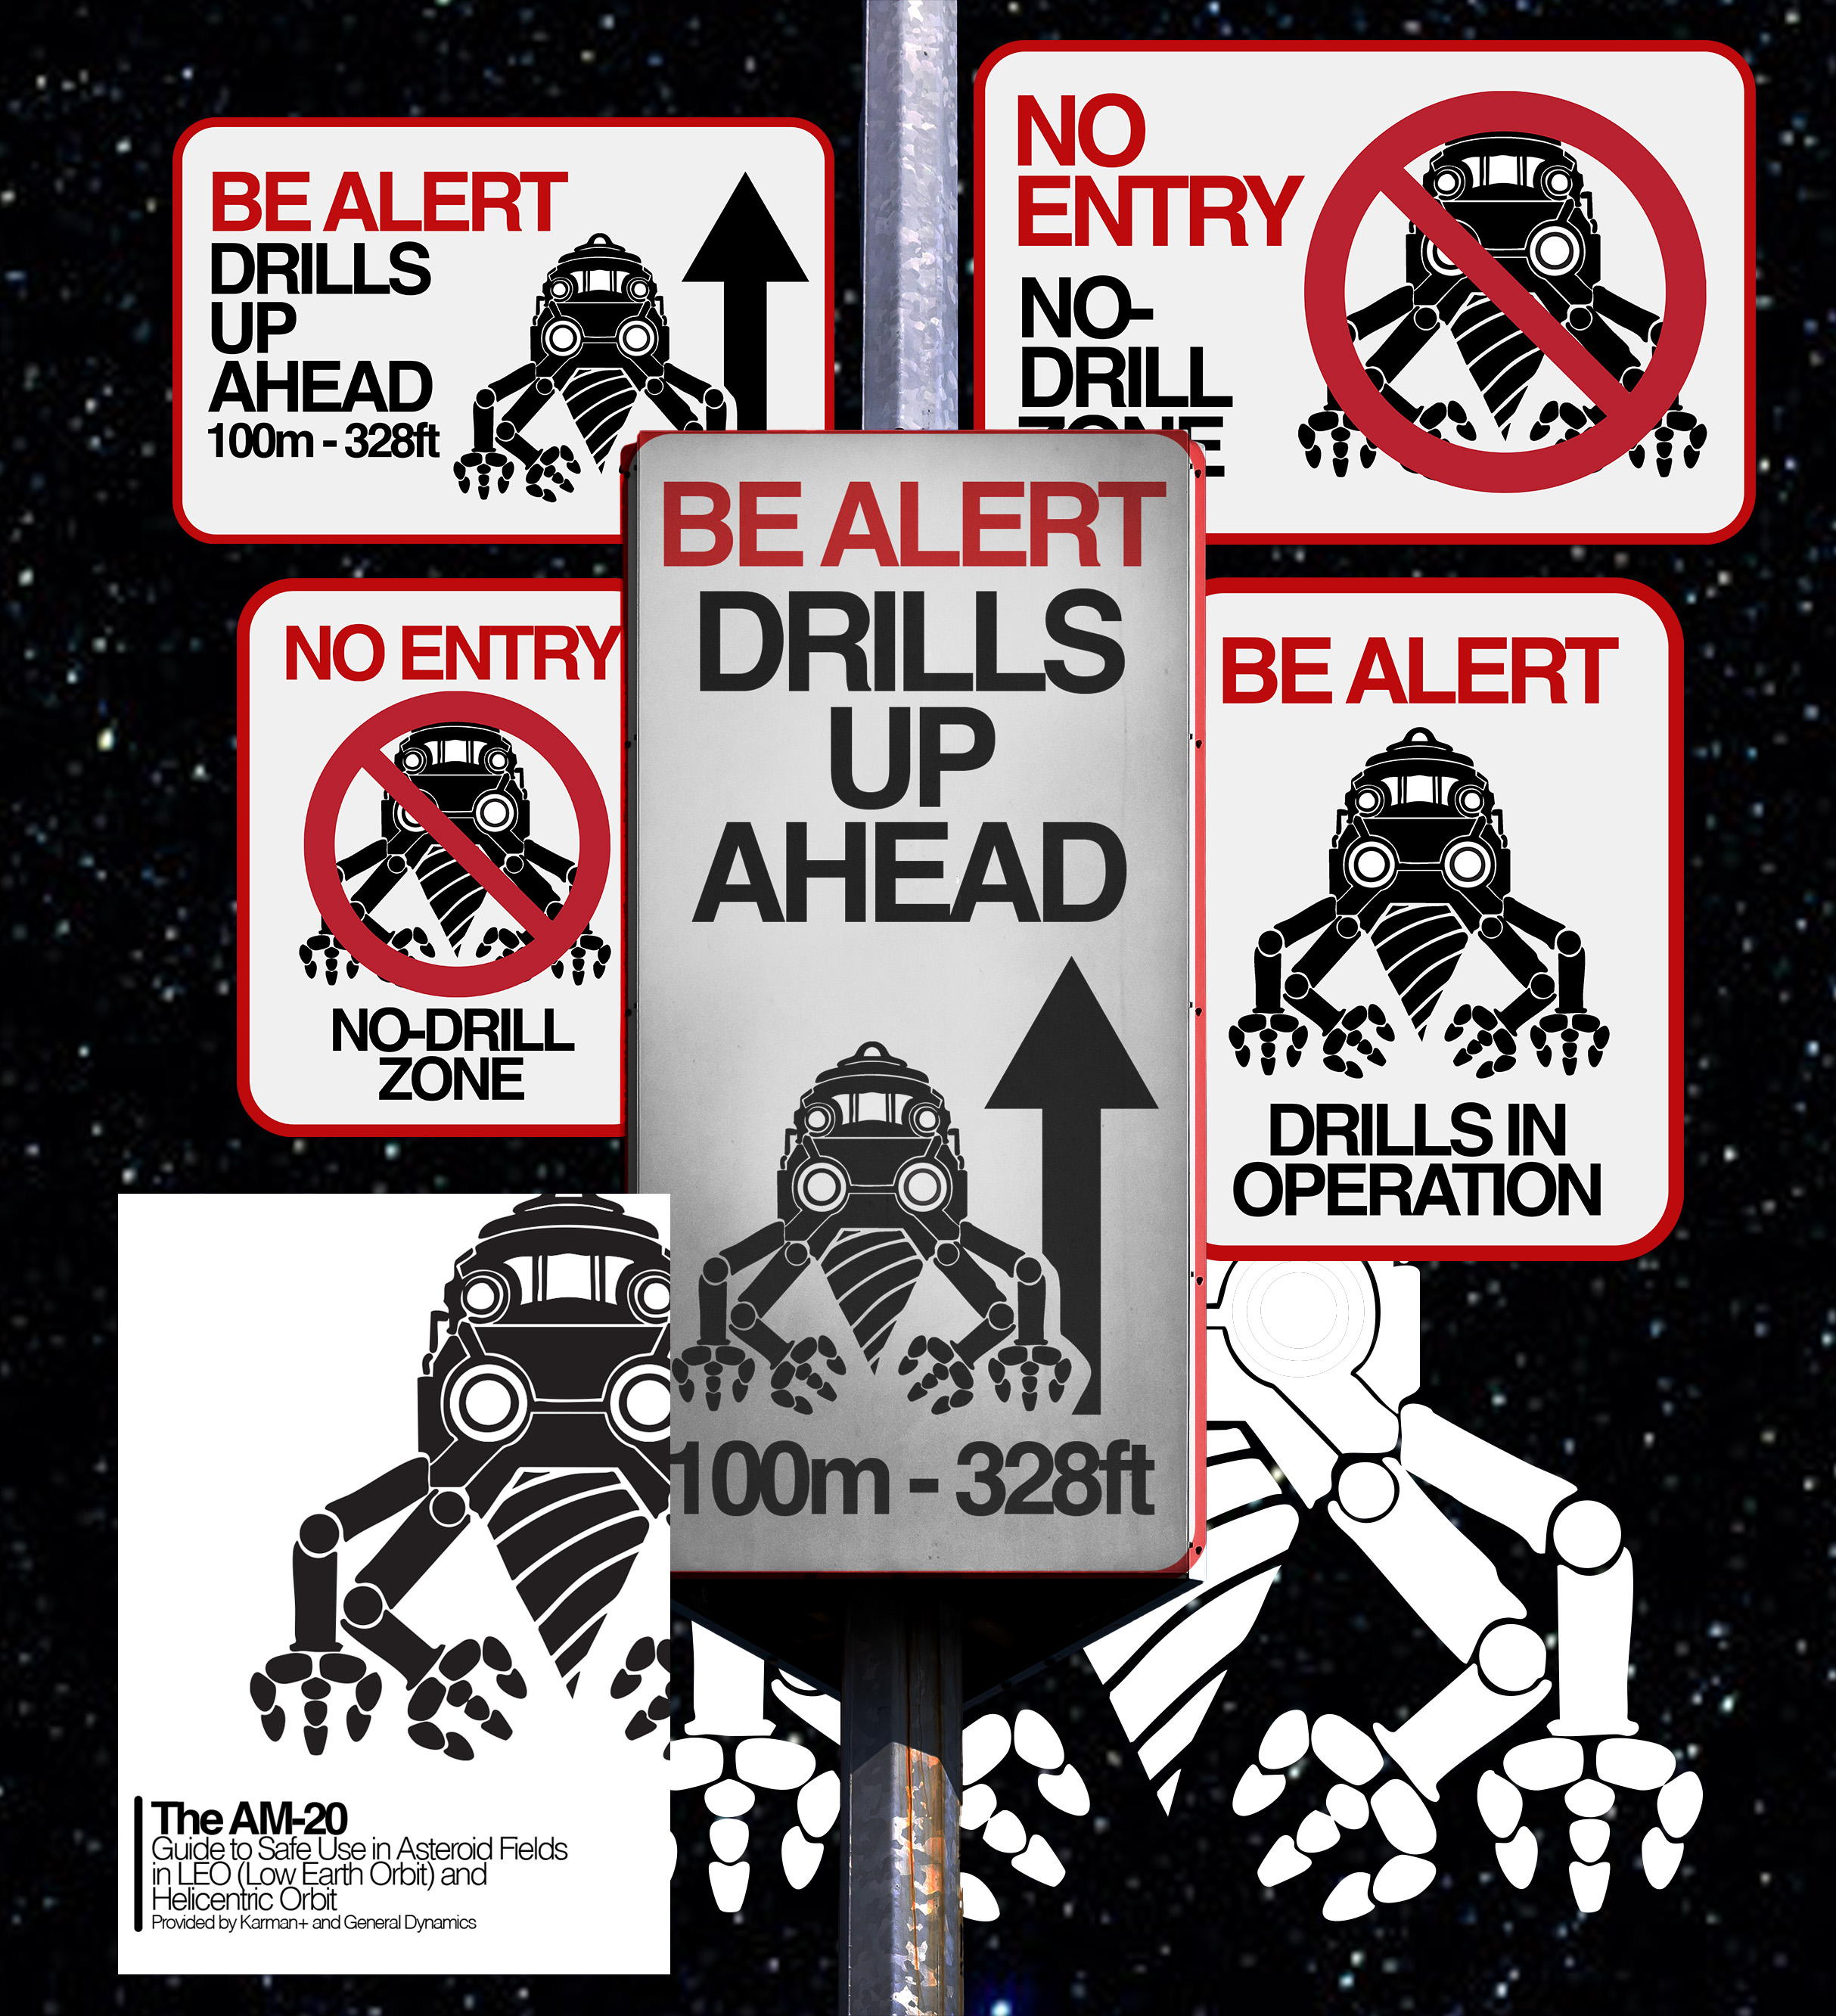 BE ALERT
DRILLS
UP
AHEAD
100m - 328ft
NO
ENTRY
NO-
DRILL
ZONE
BE ALERT
DRILLS
UP
AHEAD
100m - 328ft
NO ENTRY
NO-DRILL
ZONE
BE ALERT
DRILLS IN
OPERATION
The AM-20
Guide to Safe Use in Asteroid Fields
in LEO (Low Earth Orbit) and
Helicentric Orbit
Provided by Karman+ and General Dynamics